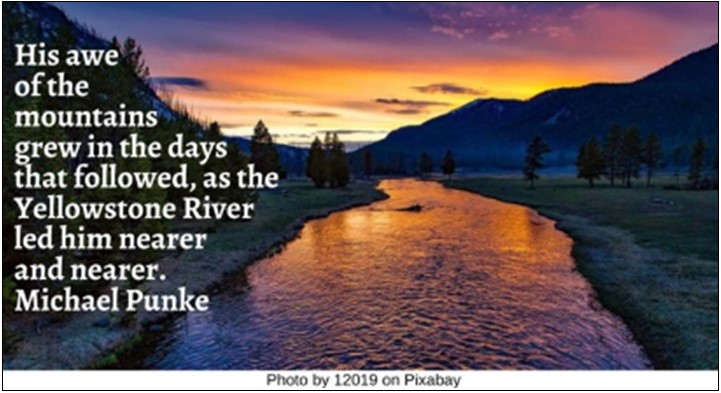 His awe
of the
mountains
grew in the days
that followed, as the
Yellowstone River
led him nearer
and nearer.
Michael Punke
Photo by 12019 on Pixabay